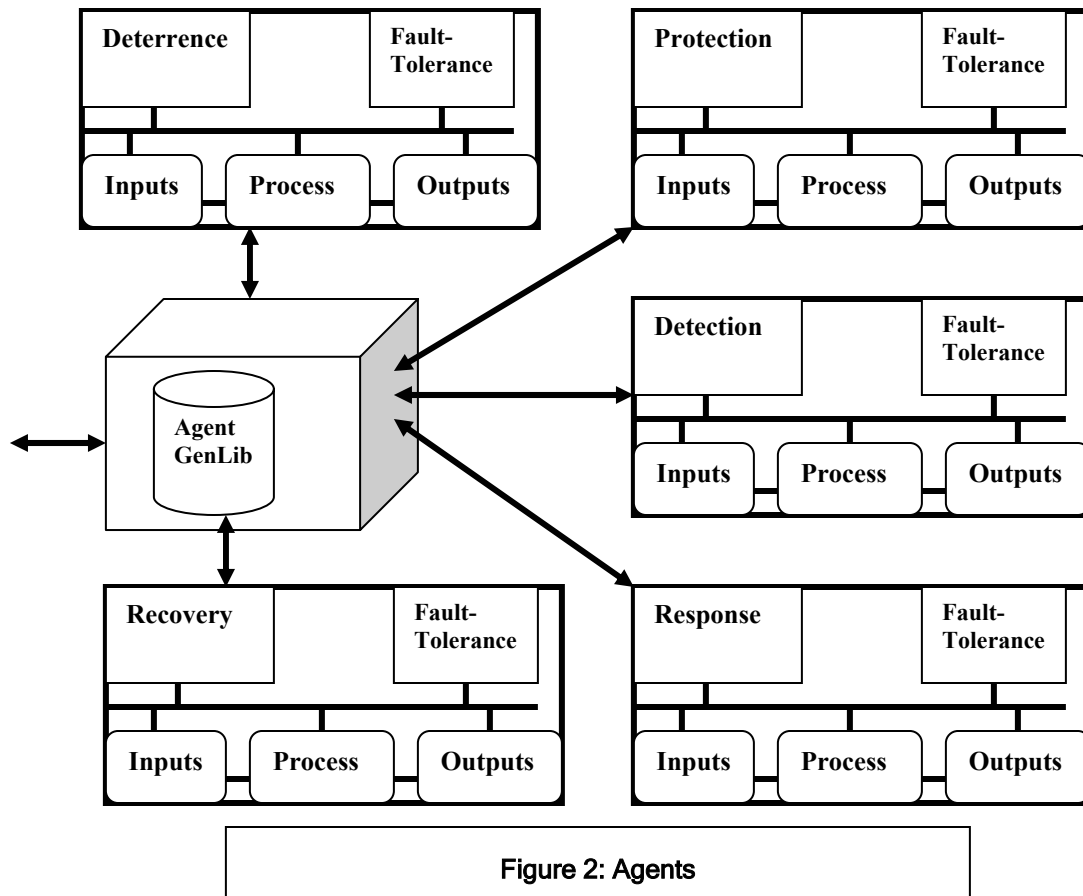 Deterrence
Fault-
Tolerance
Inputs
Process
Outputs
Protection
Fault-
Tolerance
Inputs
Process
Outputs
Agent
GenLib
Detection
Fault-
Tolerance
Inputs
Process
Outputs
Recovery
Fault-
Tolerance
Inputs
Process
Outputs
Response
Fault-
Tolerance
Inputs
Process
Outputs
Figure 2: Agents